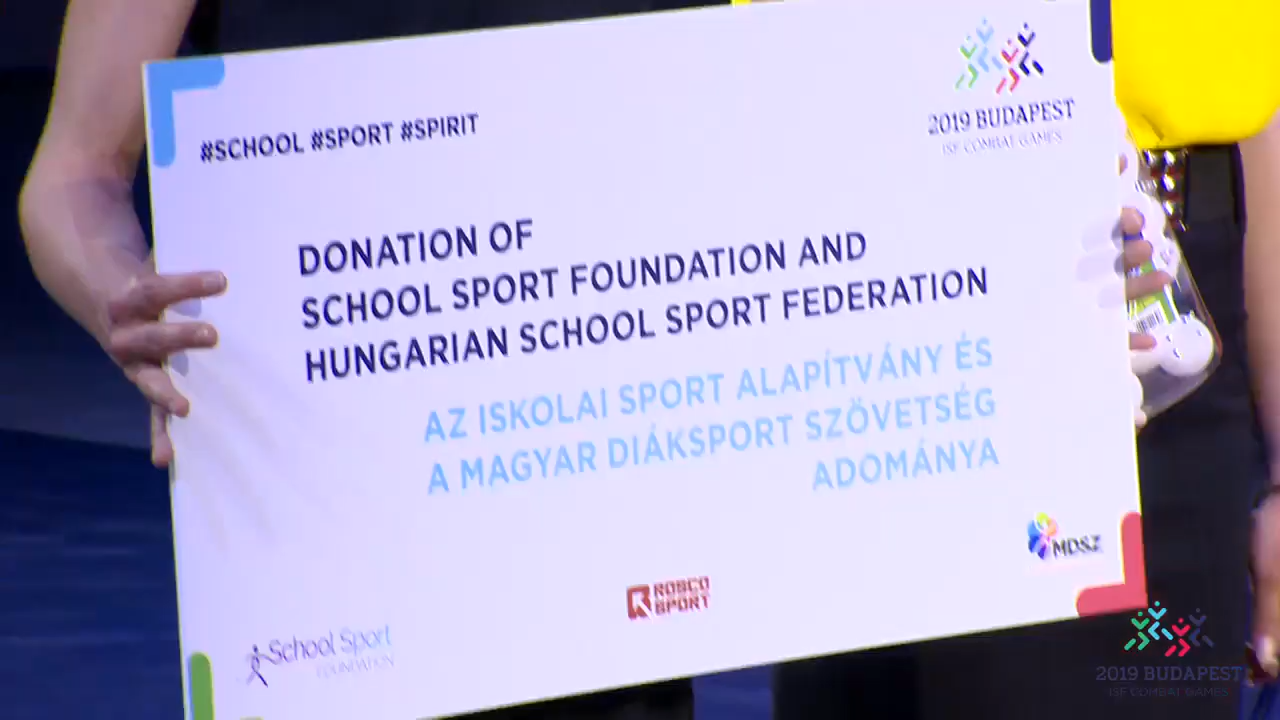 #SCHOOL #SPORT #SPIRIT
2019 BUDAPEST
ISF COMBAT GAMES
DONATION OF
SCHOOL SPORT FOUNDATION AND
HUNGARIAN SCHOOL SPORT FEDERATION
AZ ISKOLAI SPORT ALAPÍTVÁNY ÉS
A MAGYAR DIÁKSPORT SZÖVETSÉG
ADOMÁNYA
MDSZ
ROSCO
SPORT
School Sport
FOUNDATION
2019 BUDAPEST
ISF COMBAT GAMES